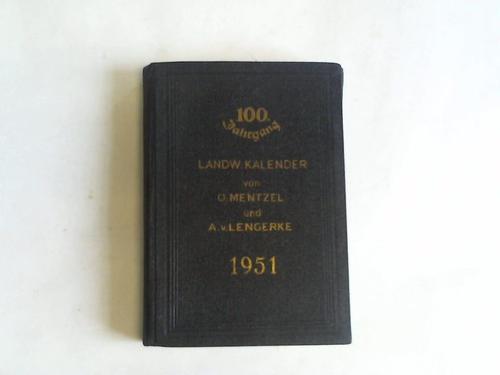 100.
Jahrgang
LANDW. KALENDER
von
O. MENTZEL
und
A. v. LENGERKE
1951